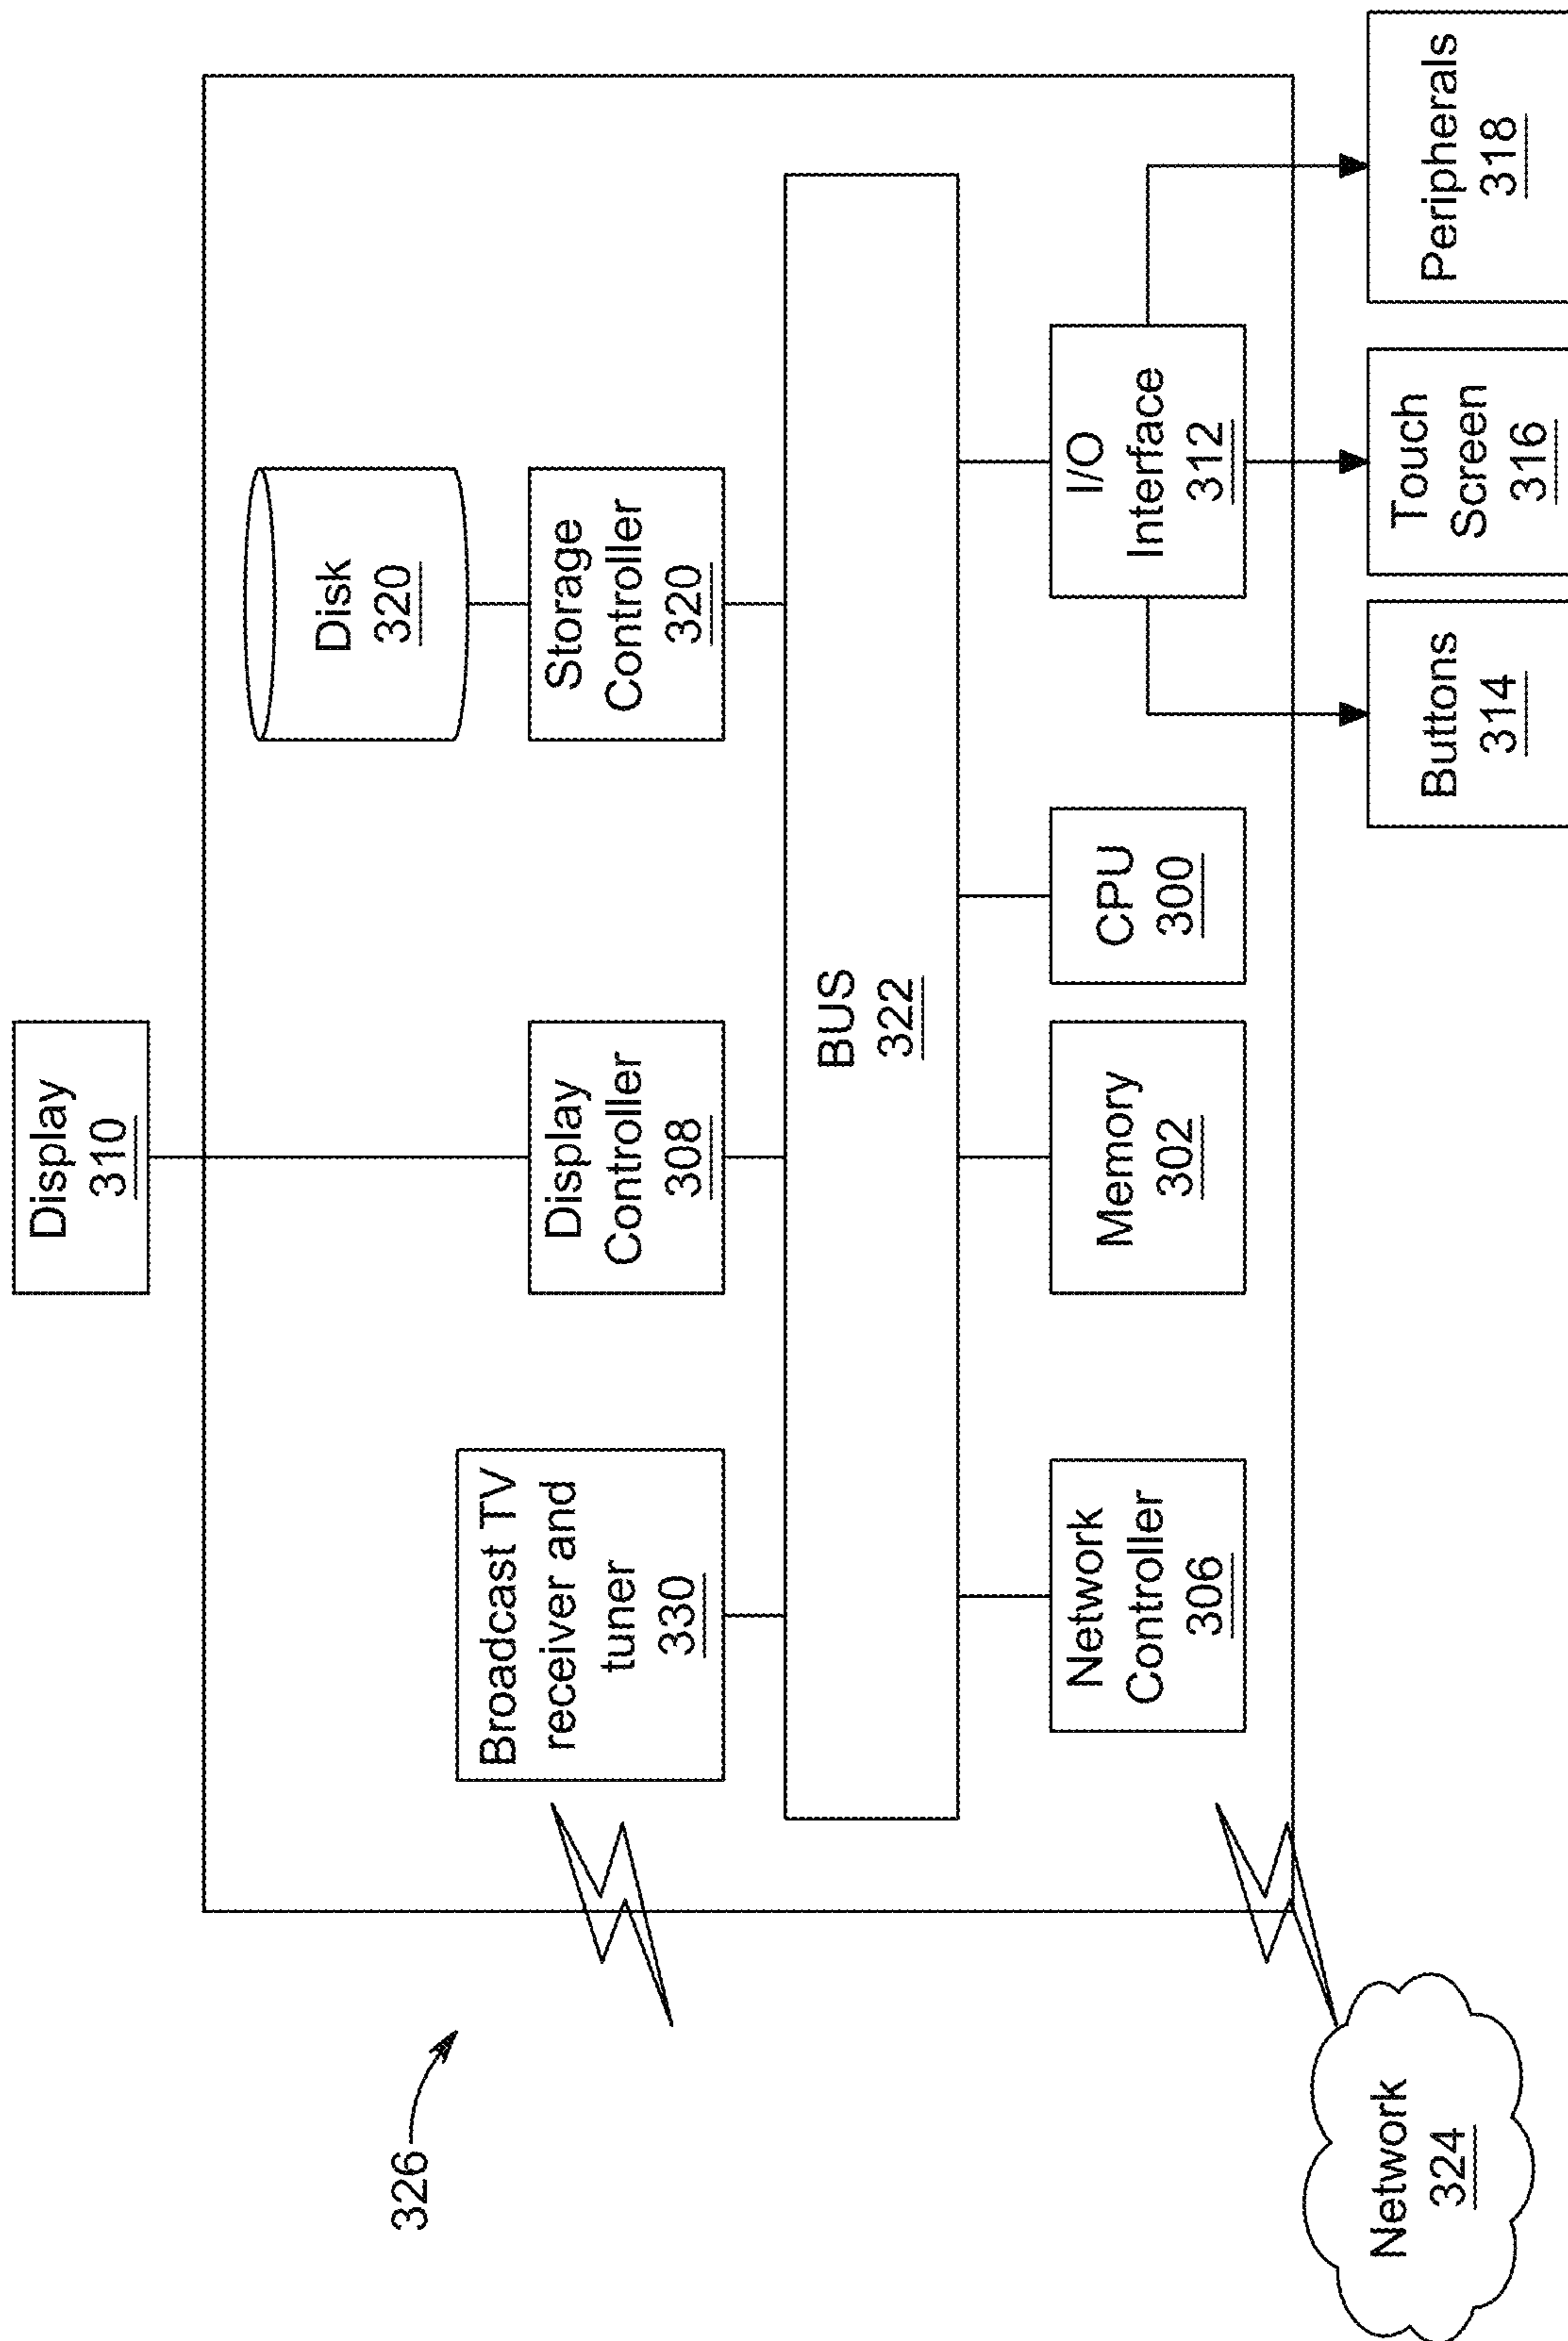 Display
310
Disk
320
Broadcast TV
receiver and
tuner
330
Display
Controller
308
Storage
Controller
320
326
BUS
322
Network
Controller
306
Memory
302
CPU
300
I/O
Interface
312
Network
324
Buttons
314
Touch
Screen
316
Peripherals
318